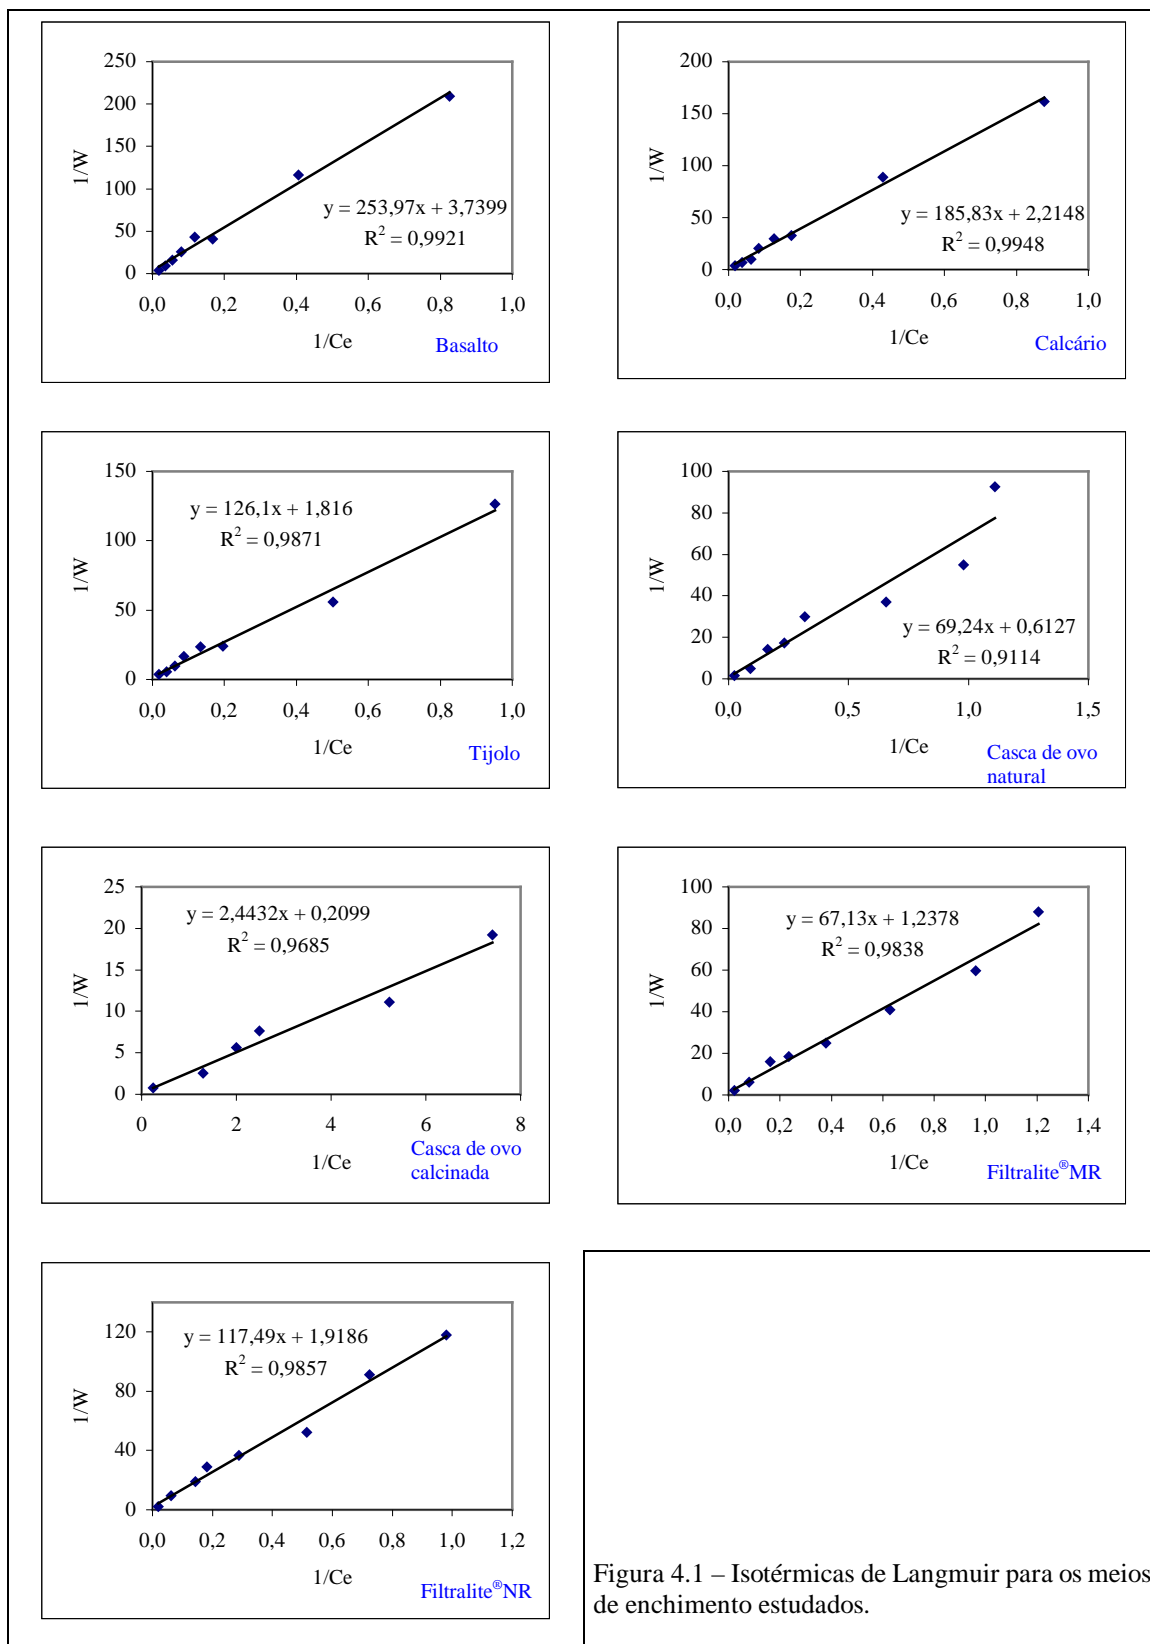 250
200
150
100
50
0
1/W
y = 253,97x + 3,7399
R² = 0,9921
0,0 0,2 0,4 0,6 0,8 1,0
1/Ce
Basalto
200
150
100
50
0
1/W
y = 185,83x + 2,2148
R² = 0,9948
0,0 0,2 0,4 0,6 0,8 1,0
1/Ce
Calcário
150
100
50
0
1/W
y = 126,1x + 1,816
R² = 0,9871
0,0 0,2 0,4 0,6 0,8 1,0
1/Ce
Tijolo
100
80
60
40
20
0
1/W
y = 69,24x + 0,6127
R² = 0,9114
0,0 0,5 1,0 1,5
1/Ce
Casca de ovo
natural
25
20
15
10
5
0
1/W
y = 2,4432x + 0,2099
R² = 0,9685
0 2 4 6 8
1/Ce
Casca de ovo
calcinada
100
80
60
40
20
0
1/W
y = 67,13x + 1,2378
R² = 0,9838
0,0 0,2 0,4 0,6 0,8 1,0 1,2 1,4
1/Ce
Filtralite®MR
120
80
40
0
1/W
y = 117,49x + 1,9186
R² = 0,9857
0,0 0,2 0,4 0,6 0,8 1,0 1,2
1/Ce
Filtralite®NR
Figura 4.1 – Isotérmicas de Langmuir para os meios
de enchimento estudados.